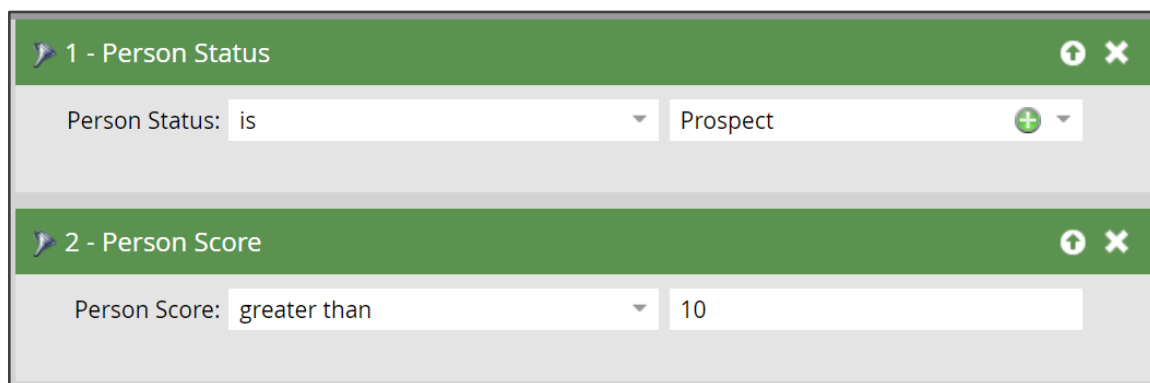 1 - Person Status
Person Status: is Prospect
2 - Person Score
Person Score: greater than 10